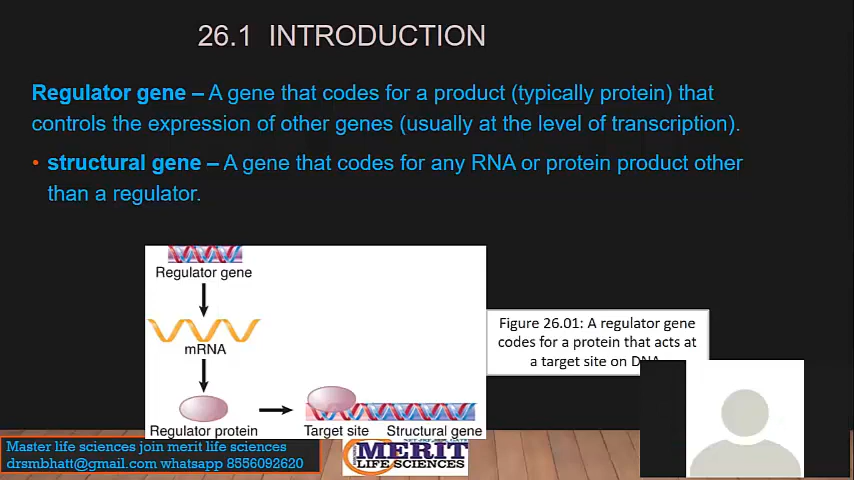 26.1 INTRODUCTION
Regulator gene – A gene that codes for a product (typically protein) that
controls the expression of other genes (usually at the level of transcription).
• structural gene – A gene that codes for any RNA or protein product other
than a regulator.
Regulator gene
mRNA
Regulator protein
Target site
Structural gene
Figure 26.01: A regulator gene
codes for a protein that acts at
a target site on DNA.
Master life sciences join merit life sciences
drsmbhatt@gmail.com whatsapp 8556092620
MERIT
LIFE SCIENCES